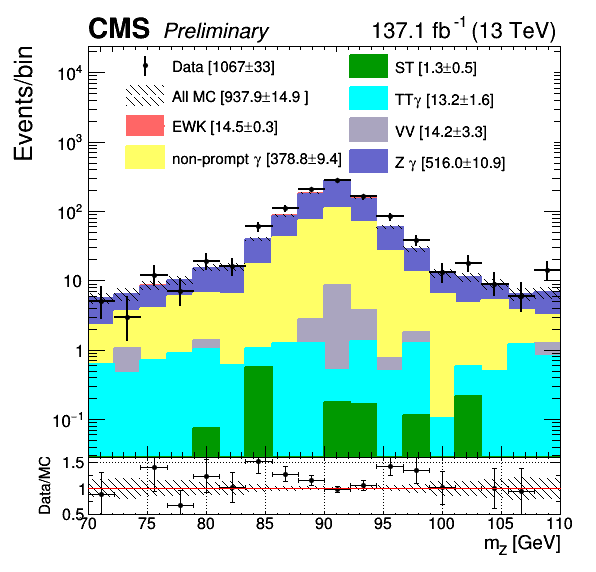 CMS Preliminary 137.1 fb⁻¹ (13 TeV)
Events/bin
Data [1067±33]
All MC [937.9±14.9 ]
EWK [14.5±0.3]
non-prompt γ [378.8±9.4]
ST [1.3±0.5]
TTγ [13.2±1.6]
VV [14.2±3.3]
Z γ [516.0±10.9]
10⁴
10³
10²
10
1
10⁻¹
Data/MC
1.5
1
0.5
70 75 80 85 90 95 100 105 110
m_Z [GeV]